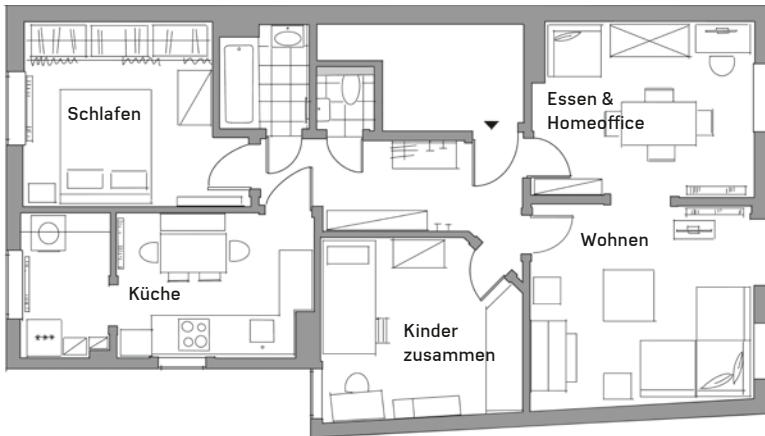 Schlafen
Essen &
Homeoffice
Wohnen
Küche
Kinder
zusammen
***